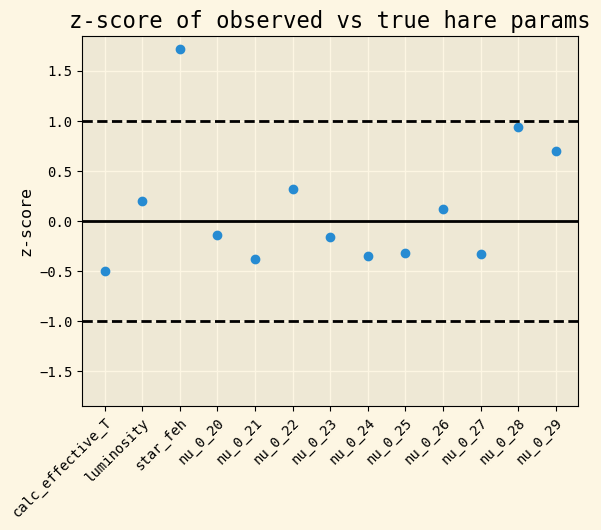 z-score of observed vs true hare params
z-score
1.5
1.0
0.5
0.0
−0.5
−1.0
−1.5
calc_effective_T
luminosity
star_feh
nu_0_20
nu_0_21
nu_0_22
nu_0_23
nu_0_24
nu_0_25
nu_0_26
nu_0_27
nu_0_28
nu_0_29